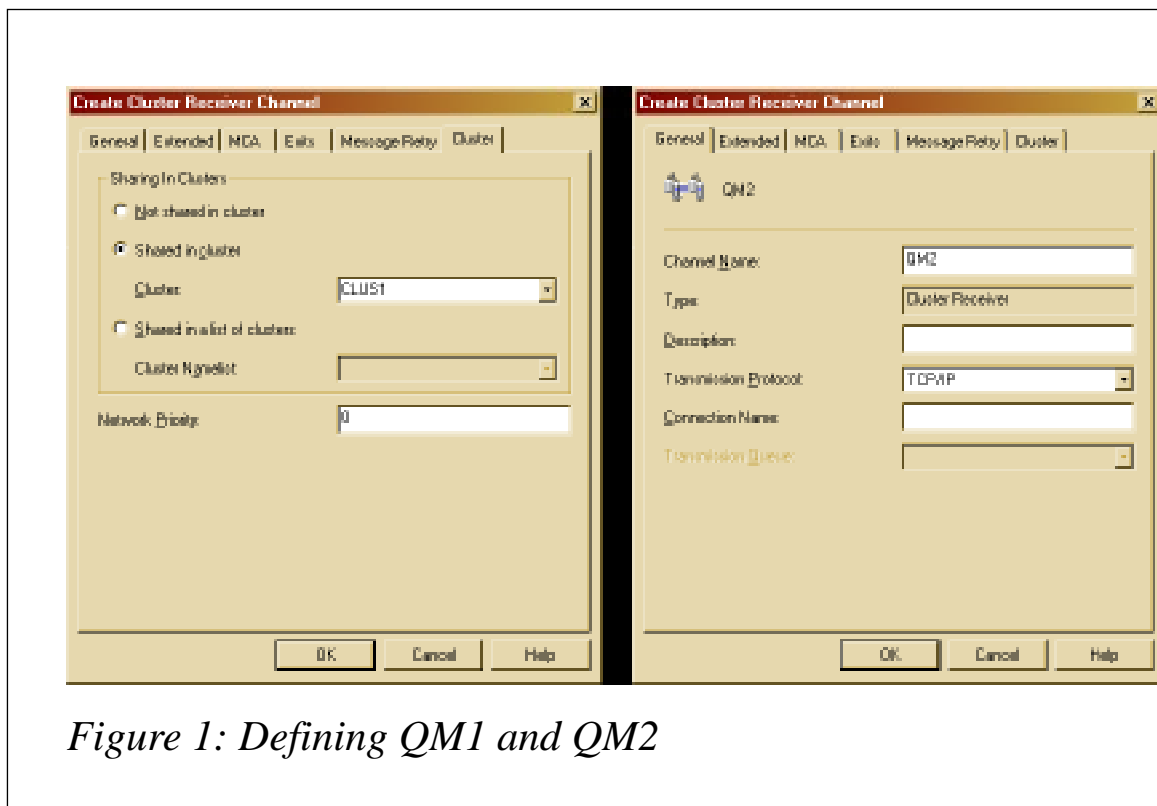 Create Cluster Receiver Channel
General Extended MCA Exits Message Retry Cluster
Sharing In Clusters
Not shared in cluster
Shared in cluster
Cluster:
CLUS1
Shared in a list of clusters
Cluster Namelist:
Network Priority:
0
OK Cancel Help
Create Cluster Receiver Channel
General Extended MCA Exits Message Retry Cluster
QM2
Channel Name:
QM2
Type:
Cluster Receiver
Description:
Transmission Protocol:
TCP/IP
Connection Name:
Transmission Queue:
OK Cancel Help
Figure 1: Defining QM1 and QM2